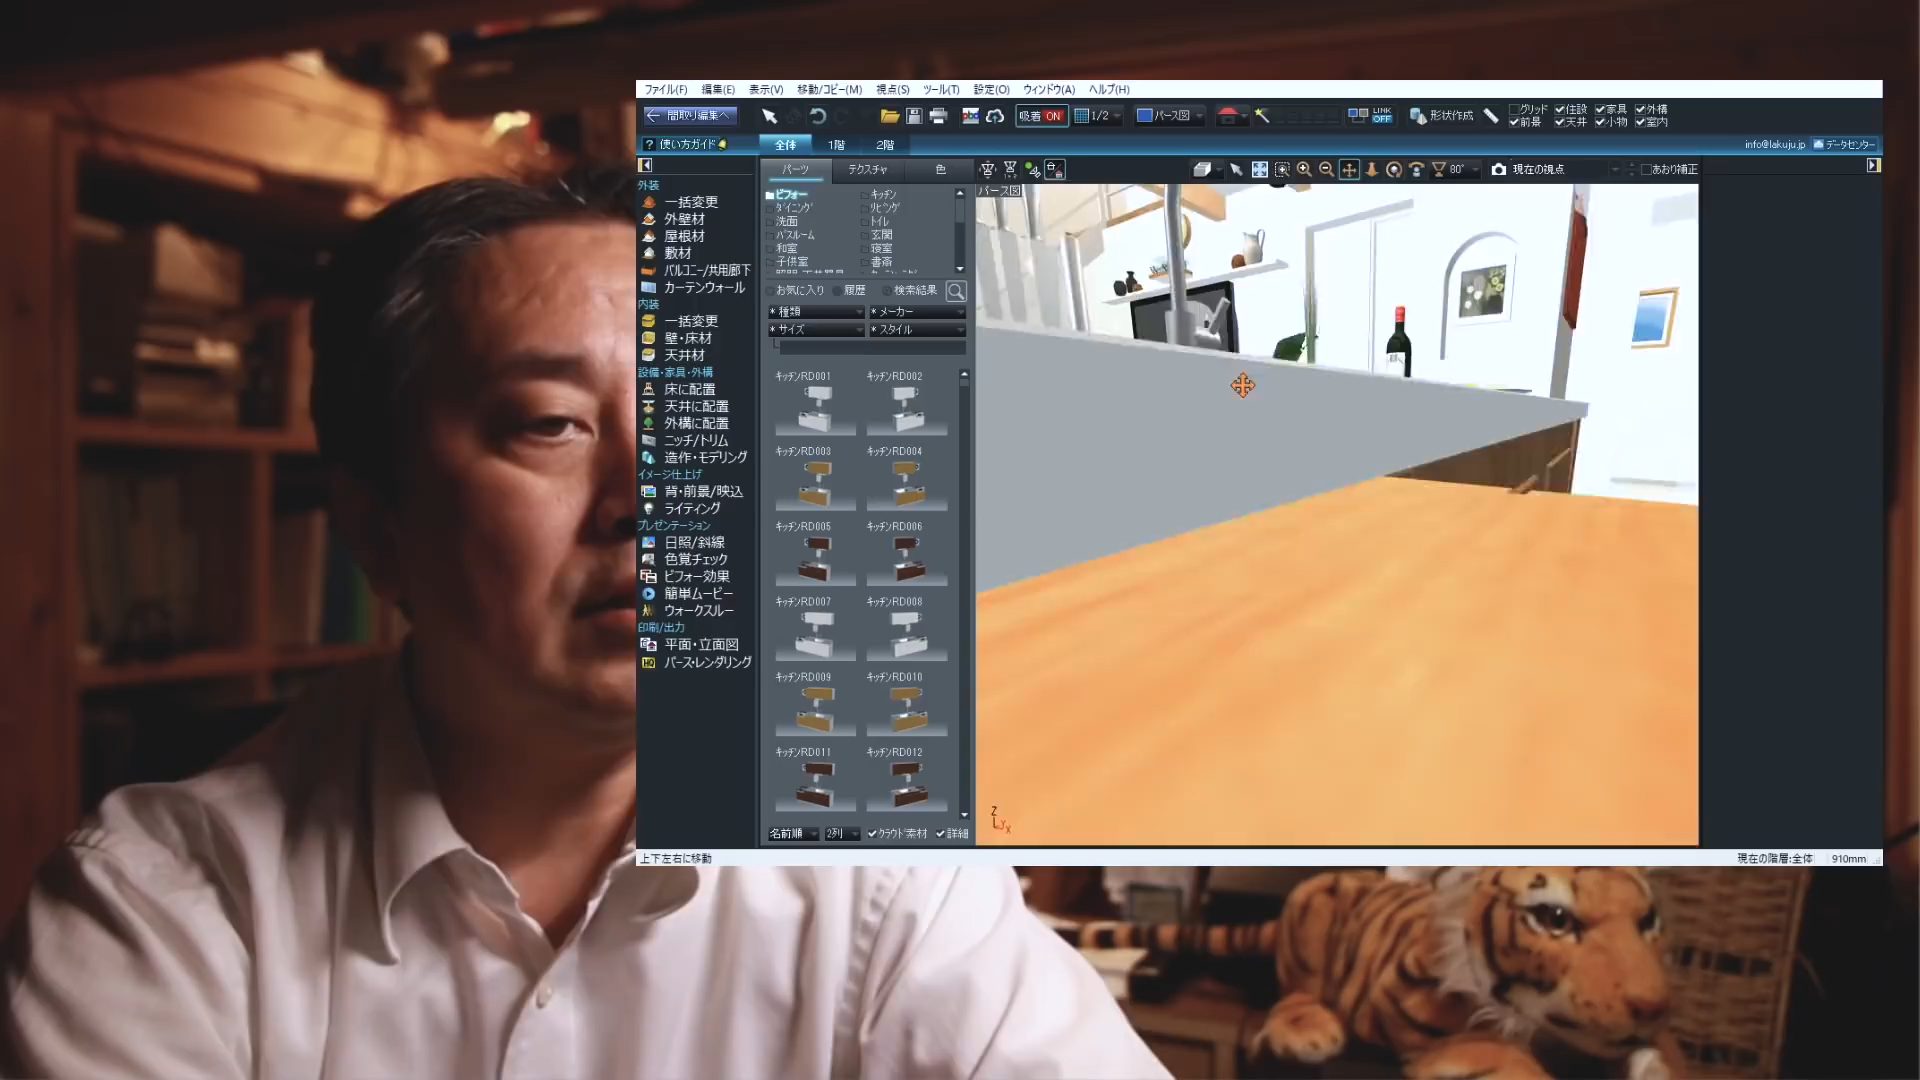 ファイル(F) 編集(E) 表示(V) 移動/コピー(M) 視点(S) ツール(T) 設定(O) ウィンドウ(A) ヘルプ(H)
間取り編集へ
吸着 ON
1/2
パース図
LINK OFF
形状作成
グリッド 住設 家具 外構
前景 天井 小物 室内
? 使い方ガイド
全体 1階 2階
info@lakuju.jp データセンター
パーツ テクスチャ 色
80°
現在の視点
あおり補正
外装
一括変更
外壁材
屋根材
敷材
バルコニー/共用廊下
カーテンウォール
内装
一括変更
壁・床材
天井材
設備・家具・外構
床に配置
天井に配置
外構に配置
ニッチ/トリム
造作・モデリング
イメージ仕上げ
背・前景/映込
ライティング
プレゼンテーション
日照/斜線
色覚チェック
ビフォー効果
簡単ムービー
ウォークスルー
印刷/出力
平面・立面図
パース・レンダリング
ビフォー キッチン
ダイニング リビング
洗面 トイレ
バスルーム 玄関
和室 寝室
子供室 書斎
お気に入り 履歴 検索結果
* 種類 * メーカー
* サイズ * スタイル
キッチンRD001 キッチンRD002
キッチンRD003 キッチンRD004
キッチンRD005 キッチンRD006
キッチンRD007 キッチンRD008
キッチンRD009 キッチンRD010
キッチンRD011 キッチンRD012
名前順 2列 クラウド素材 詳細
パース図
Z
Y X
上下左右に移動
現在の階層:全体 910mm